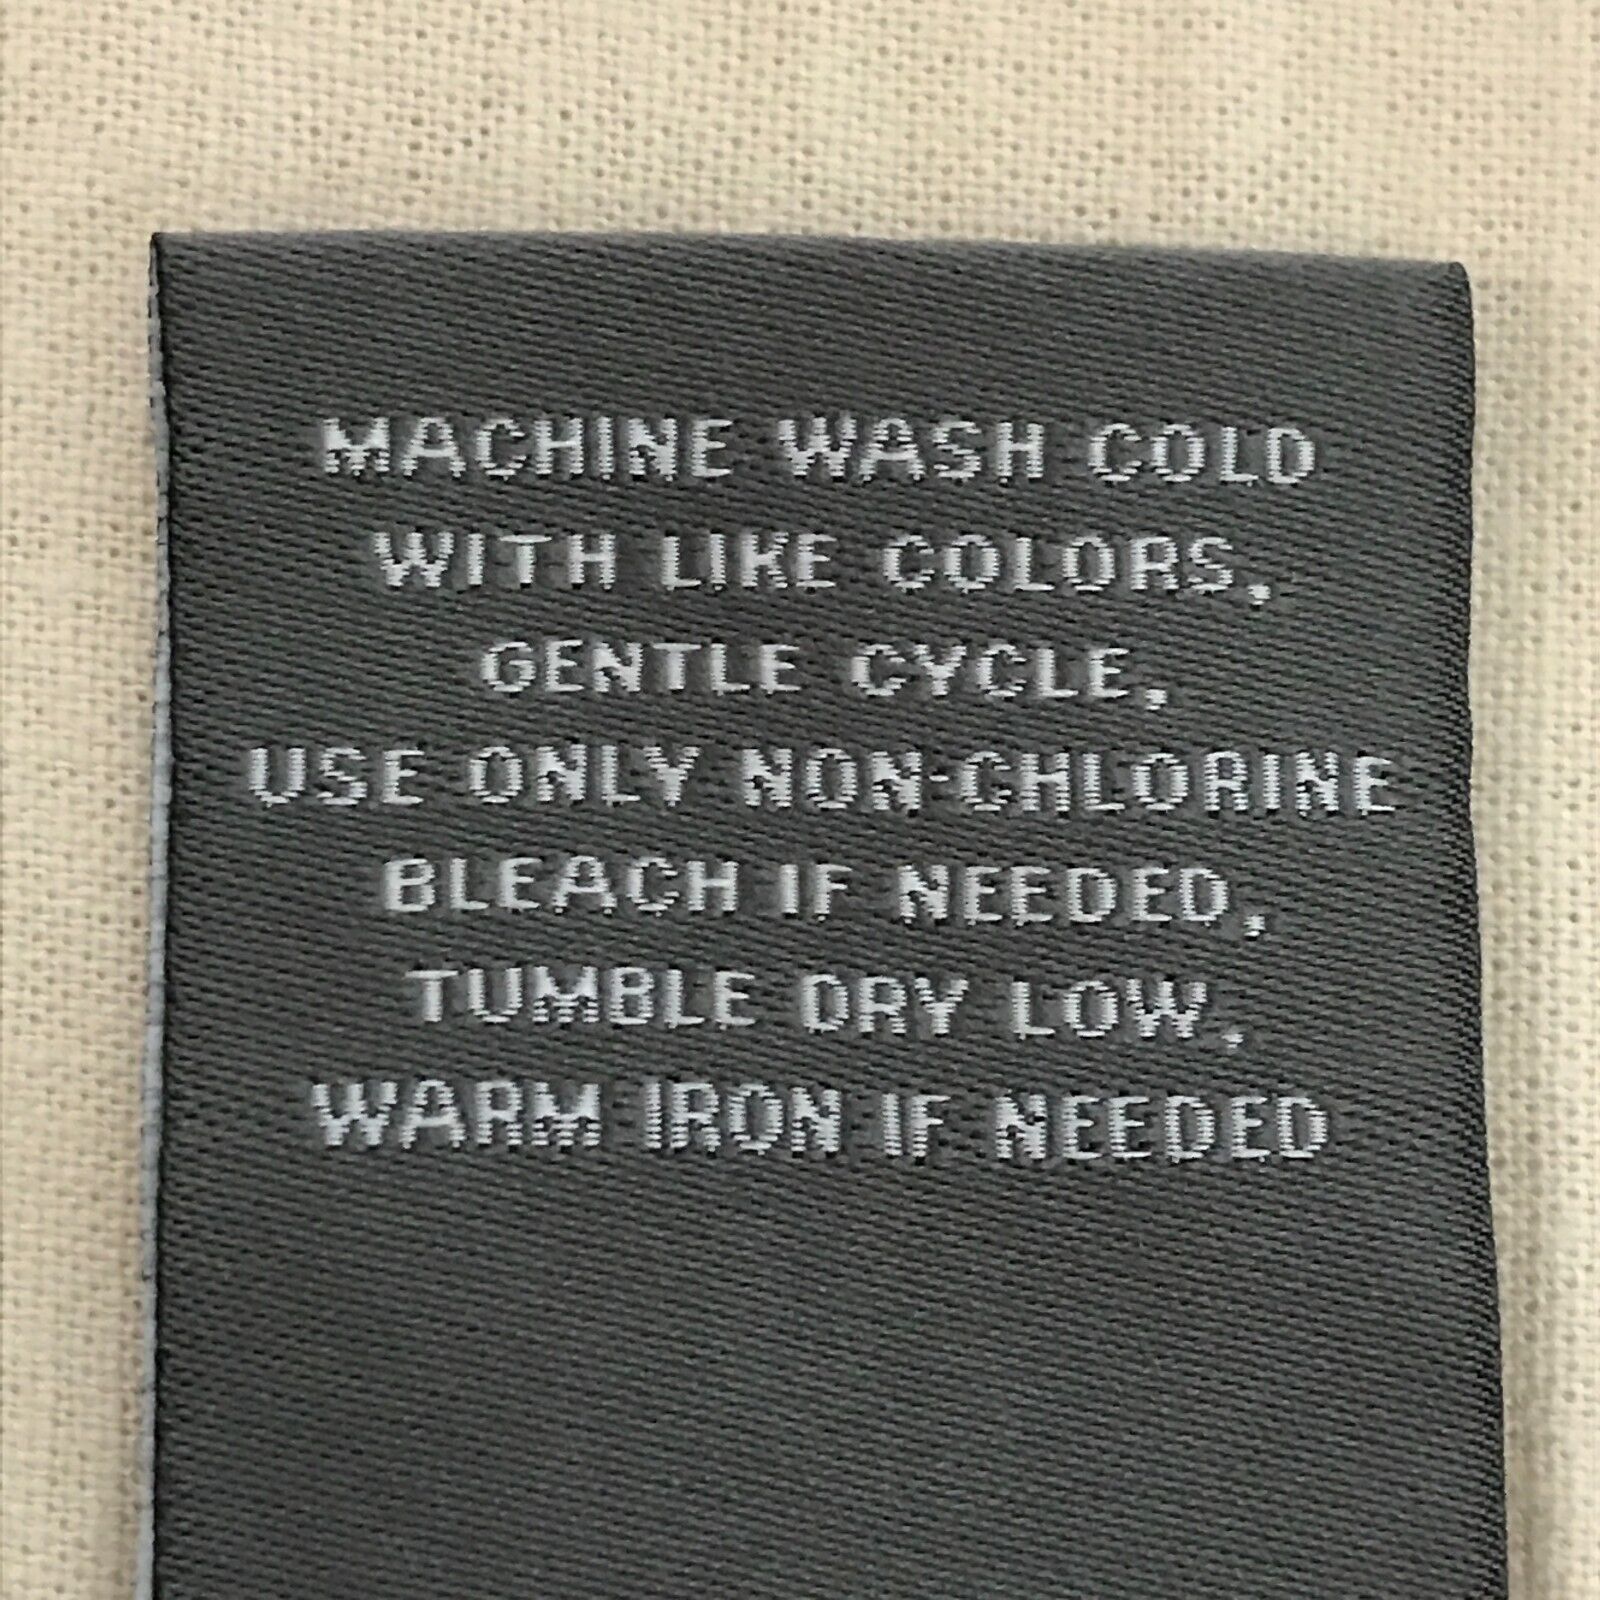 MACHINE WASH COLD
WITH LIKE COLORS,
GENTLE CYCLE,
USE ONLY NON-CHLORINE
BLEACH IF NEEDED,
TUMBLE DRY LOW,
WARM IRON IF NEEDED